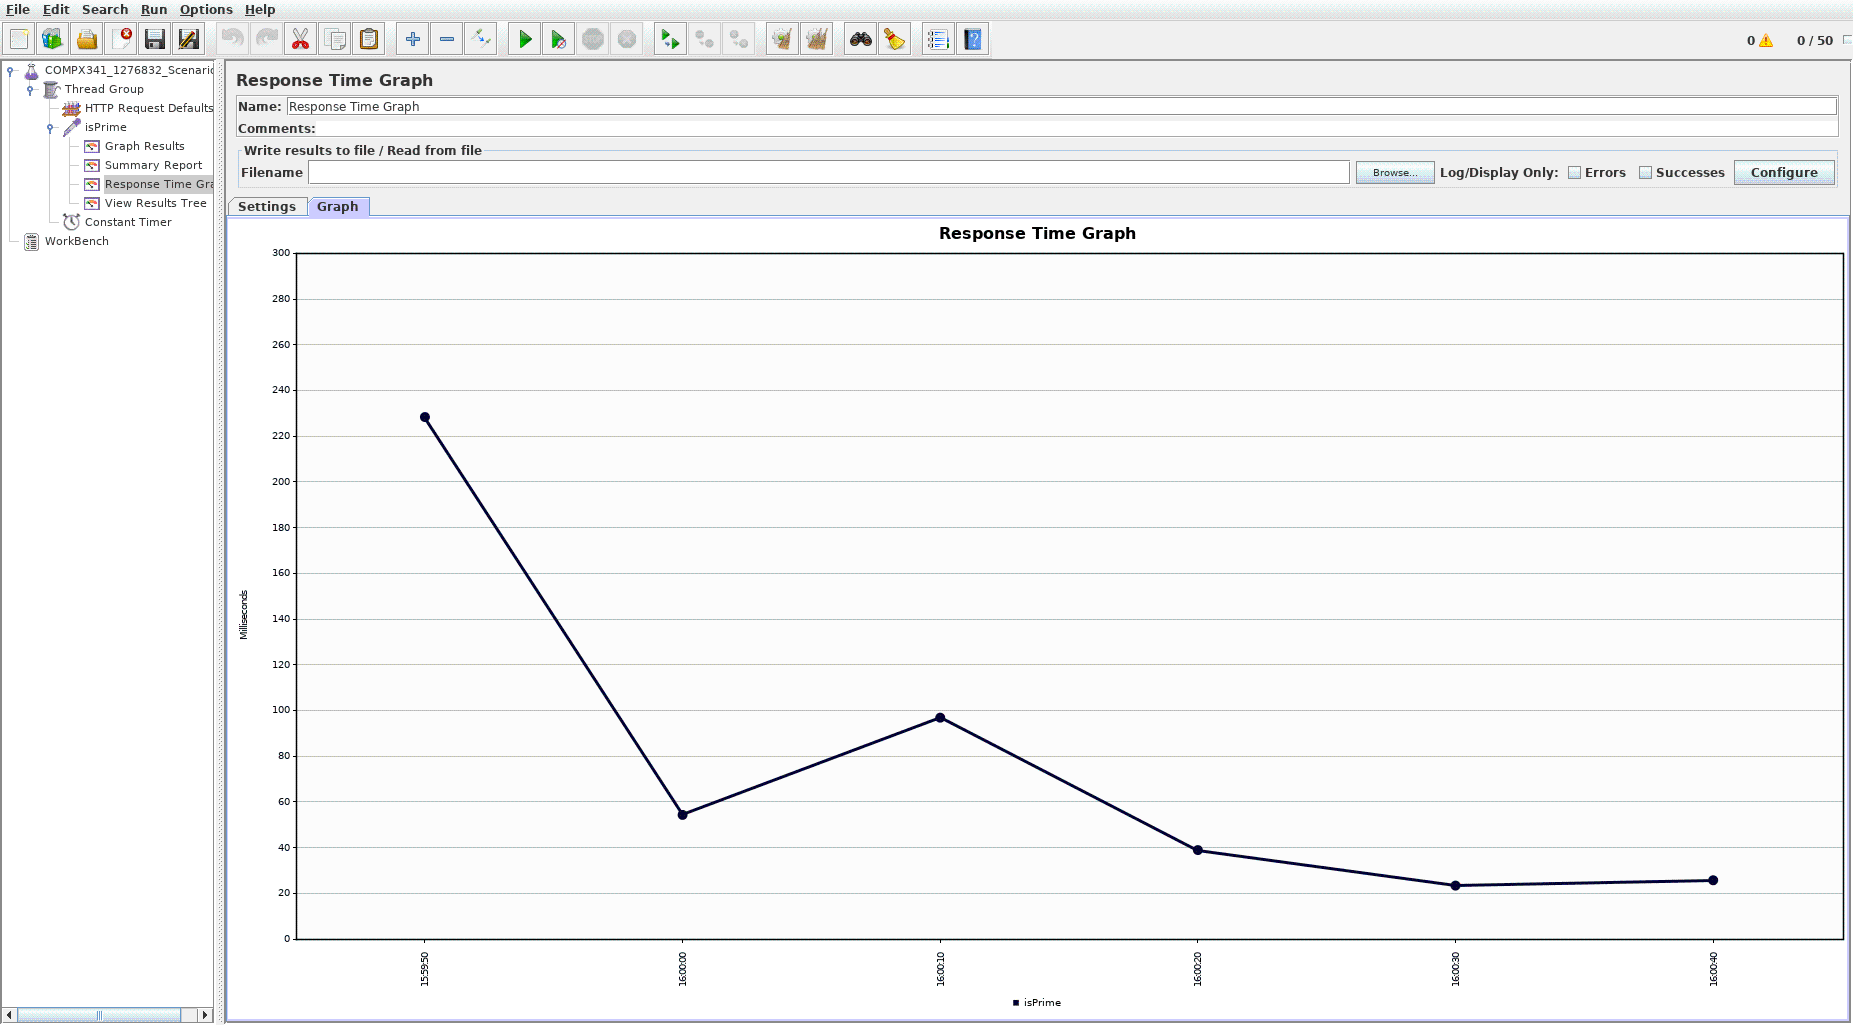 File Edit Search Run Options Help
0 0 / 50
COMPX341_1276832_Scenario
Thread Group
HTTP Request Defaults
isPrime
Graph Results
Summary Report
Response Time Gra
View Results Tree
Constant Timer
WorkBench
Response Time Graph
Name: Response Time Graph
Comments:
Write results to file / Read from file
Filename Browse... Log/Display Only: Errors Successes Configure
Settings Graph
Response Time Graph
Milliseconds
300
280
260
240
220
200
180
160
140
120
100
80
60
40
20
0
15:59:50 16:00:00 16:00:10 16:00:20 16:00:30 16:00:40
isPrime